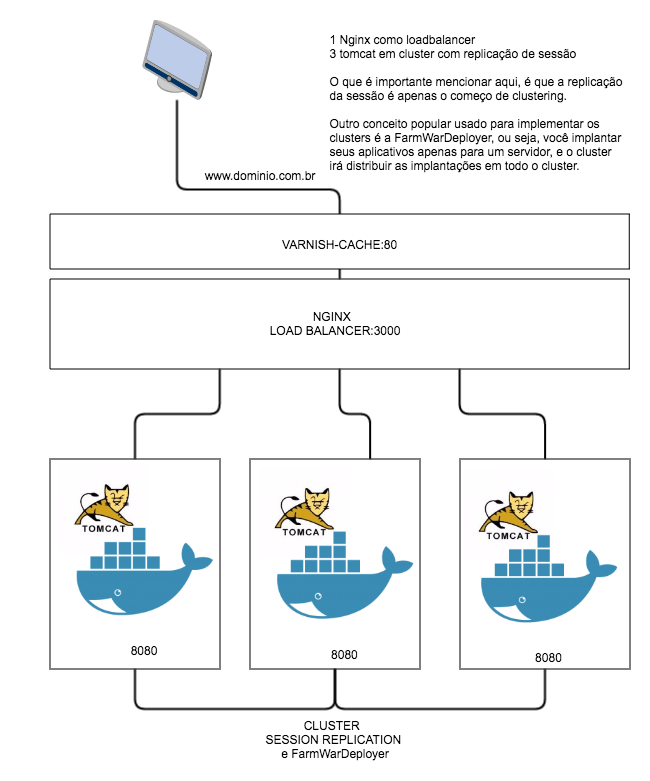 1 Nginx como loadbalancer
3 tomcat em cluster com replicação de sessão
O que é importante mencionar aqui, é que a replicação
da sessão é apenas o começo de clustering.
Outro conceito popular usado para implementar os
clusters é a FarmWarDeployer, ou seja, você implantar
seus aplicativos apenas para um servidor, e o cluster
irá distribuir as implantações em todo o cluster.
www.dominio.com.br
VARNISH-CACHE:80
NGINX
LOAD BALANCER:3000
TOMCAT
TOMCAT
TOMCAT
8080
8080
8080
CLUSTER
SESSION REPLICATION
e FarmWarDeployer